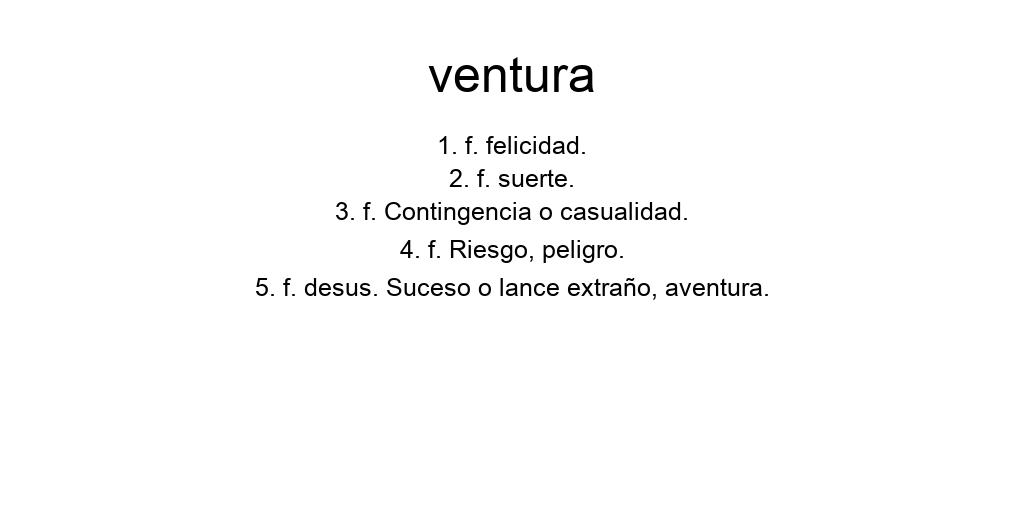 ventura
1. f. felicidad.
2. f. suerte.
3. f. Contingencia o casualidad.
4. f. Riesgo, peligro.
5. f. desus. Suceso o lance extraño, aventura.